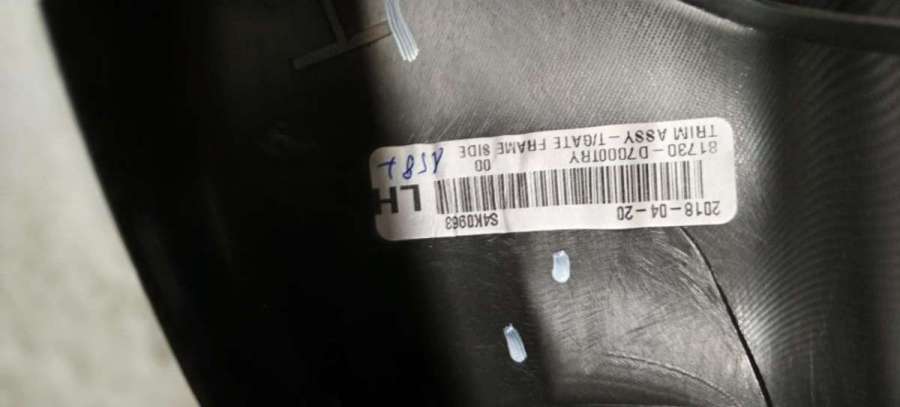 81730-D7000TRY
TRIM ASSY-T/GATE FRAME SIDE
00
LH
2018-04-20
S4K0963